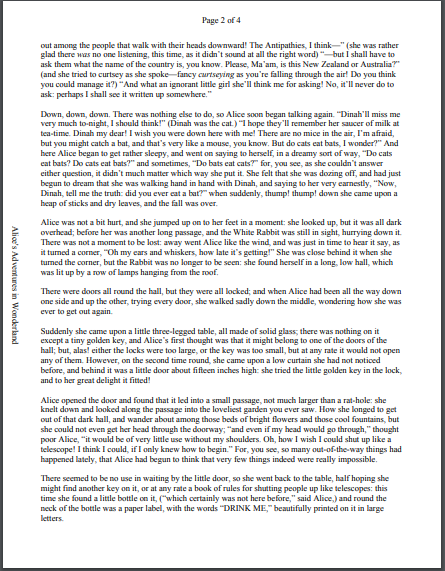 Page 2 of 4
out among the people that walk with their heads downward! The Antipathies, I think—” (she was rather
glad there was no one listening, this time, as it didn't sound at all the right word) “—but I shall have to
ask them what the name of the country is, you know. Please, Ma'am, is this New Zealand or Australia?”
(and she tried to curtsey as she spoke—fancy curtseying as you're falling through the air! Do you think
you could manage it?) “And what an ignorant little girl she'll think me for asking! No, it'll never do to
ask: perhaps I shall see it written up somewhere.”
Down, down, down. There was nothing else to do, so Alice soon began talking again. “Dinah'll miss me
very much to-night, I should think!” (Dinah was the cat.) “I hope they'll remember her saucer of milk at
tea-time. Dinah my dear! I wish you were down here with me! There are no mice in the air, I'm afraid,
but you might catch a bat, and that's very like a mouse, you know. But do cats eat bats, I wonder?” And
here Alice began to get rather sleepy, and went on saying to herself, in a dreamy sort of way, “Do cats
eat bats? Do cats eat bats?” and sometimes, “Do bats eat cats?” for, you see, as she couldn't answer
either question, it didn't much matter which way she put it. She felt that she was dozing off, and had just
begun to dream that she was walking hand in hand with Dinah, and saying to her very earnestly, “Now,
Dinah, tell me the truth: did you ever eat a bat?” when suddenly, thump! thump! down she came upon a
heap of sticks and dry leaves, and the fall was over.
Alice was not a bit hurt, and she jumped up on to her feet in a moment: she looked up, but it was all dark
overhead; before her was another long passage, and the White Rabbit was still in sight, hurrying down it.
There was not a moment to be lost: away went Alice like the wind, and was just in time to hear it say, as
it turned a corner, “Oh my ears and whiskers, how late it's getting!” She was close behind it when she
turned the corner, but the Rabbit was no longer to be seen: she found herself in a long, low hall, which
was lit up by a row of lamps hanging from the roof.
There were doors all round the hall, but they were all locked; and when Alice had been all the way down
one side and up the other, trying every door, she walked sadly down the middle, wondering how she was
ever to get out again.
Suddenly she came upon a little three-legged table, all made of solid glass; there was nothing on it
except a tiny golden key, and Alice's first thought was that it might belong to one of the doors of the
hall; but, alas! either the locks were too large, or the key was too small, but at any rate it would not open
any of them. However, on the second time round, she came upon a low curtain she had not noticed
before, and behind it was a little door about fifteen inches high: she tried the little golden key in the lock,
and to her great delight it fitted!
Alice opened the door and found that it led into a small passage, not much larger than a rat-hole: she
knelt down and looked along the passage into the loveliest garden you ever saw. How she longed to get
out of that dark hall, and wander about among those beds of bright flowers and those cool fountains, but
she could not even get her head through the doorway; “and even if my head would go through,” thought
poor Alice, “it would be of very little use without my shoulders. Oh, how I wish I could shut up like a
telescope! I think I could, if I only knew how to begin.” For, you see, so many out-of-the-way things had
happened lately, that Alice had begun to think that very few things indeed were really impossible.
There seemed to be no use in waiting by the little door, so she went back to the table, half hoping she
might find another key on it, or at any rate a book of rules for shutting people up like telescopes: this
time she found a little bottle on it, (“which certainly was not here before,” said Alice,) and round the
neck of the bottle was a paper label, with the words “DRINK ME,” beautifully printed on it in large
letters.
Alice's Adventures in Wonderland